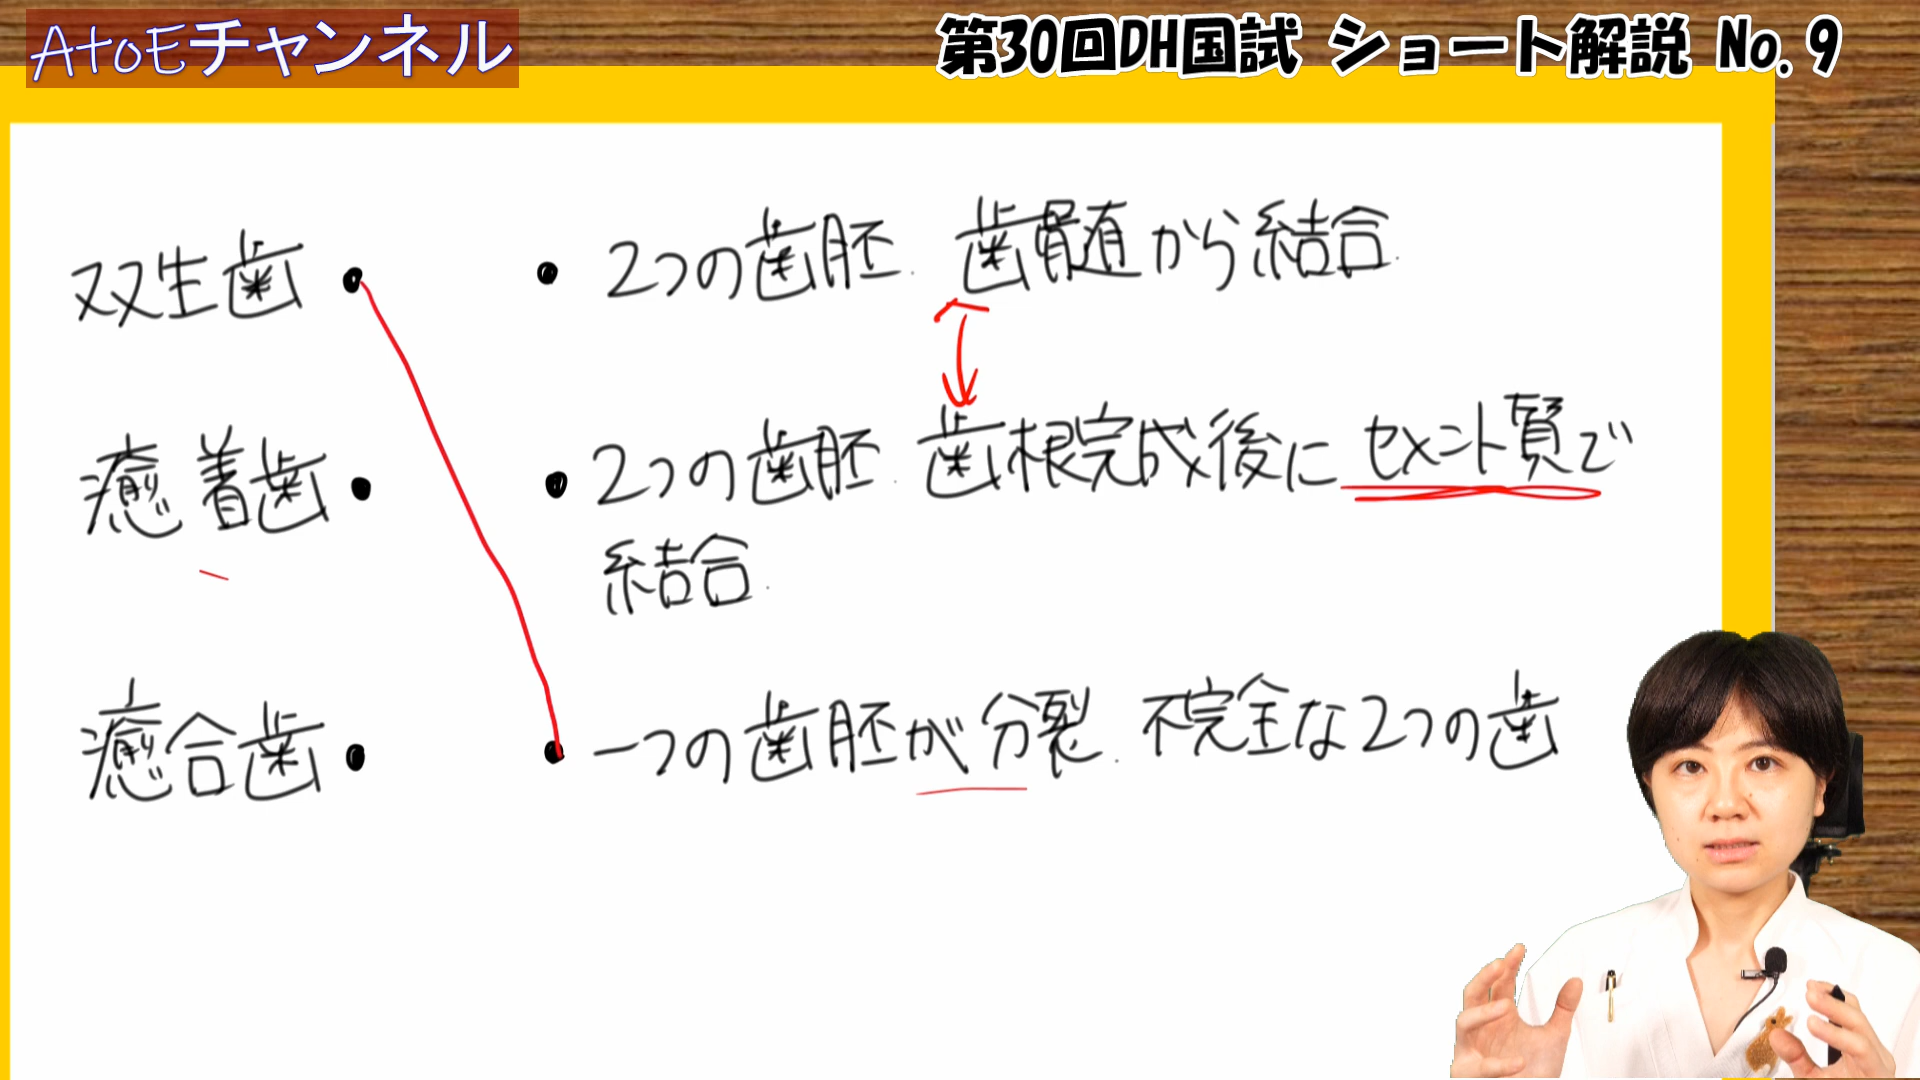 AtoEチャンネル
第30回DH国試 ショート解説 No.9
双生歯
2つの歯胚 歯髄から結合
癒着歯
2つの歯胚 歯根完成後にセメント質で
結合
癒合歯
一つの歯胚が分裂 不完全な2つの歯